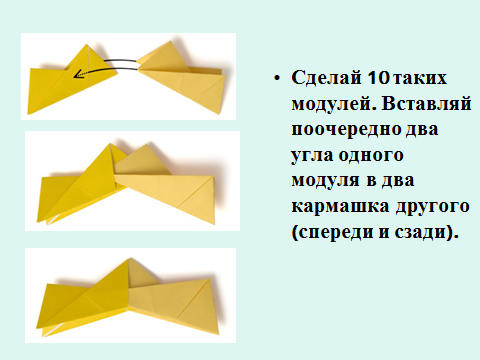 • Сделай 10 таких
модулей. Вставляй
поочередно два
угла одного
модуля в два
кармашка другого
(спереди и сзади).